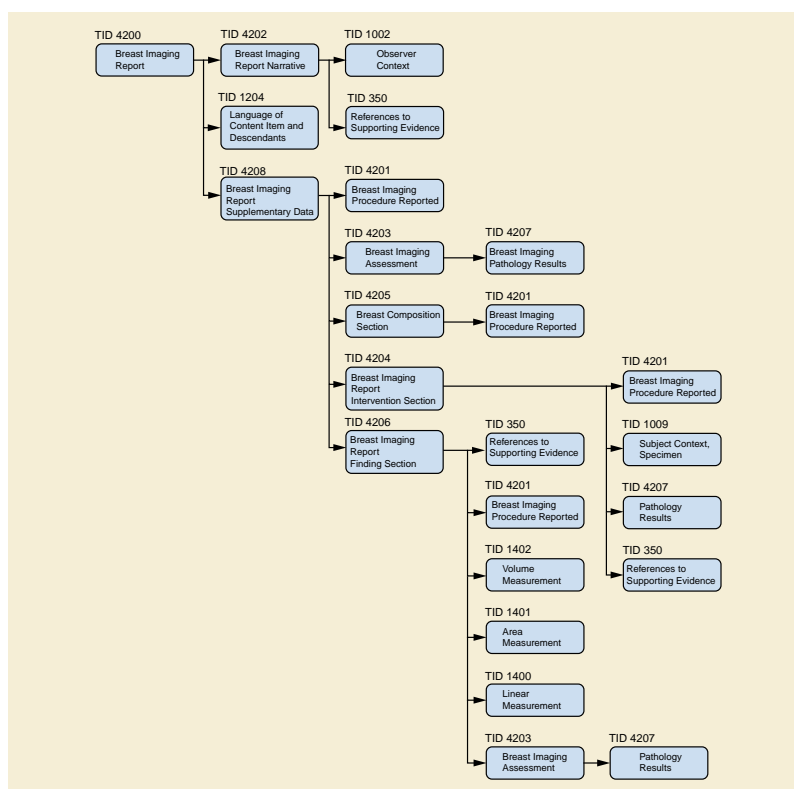 TID 4200
Breast Imaging
Report
TID 4202
Breast Imaging
Report Narrative
TID 1002
Observer
Context
TID 1204
Language of
Content Item and
Descendants
TID 350
References to
Supporting Evidence
TID 4208
Breast Imaging
Report
Supplementary Data
TID 4201
Breast Imaging
Procedure Reported
TID 4203
Breast Imaging
Assessment
TID 4207
Breast Imaging
Pathology Results
TID 4205
Breast Composition
Section
TID 4201
Breast Imaging
Procedure Reported
TID 4204
Breast Imaging
Report
Intervention Section
TID 4201
Breast Imaging
Procedure Reported
TID 4206
Breast Imaging
Report
Finding Section
TID 350
References to
Supporting Evidence
TID 1009
Subject Context,
Specimen
TID 4201
Breast Imaging
Procedure Reported
TID 4207
Pathology
Results
TID 1402
Volume
Measurement
TID 350
References to
Supporting Evidence
TID 1401
Area
Measurement
TID 1400
Linear
Measurement
TID 4203
Breast Imaging
Assessment
TID 4207
Pathology
Results